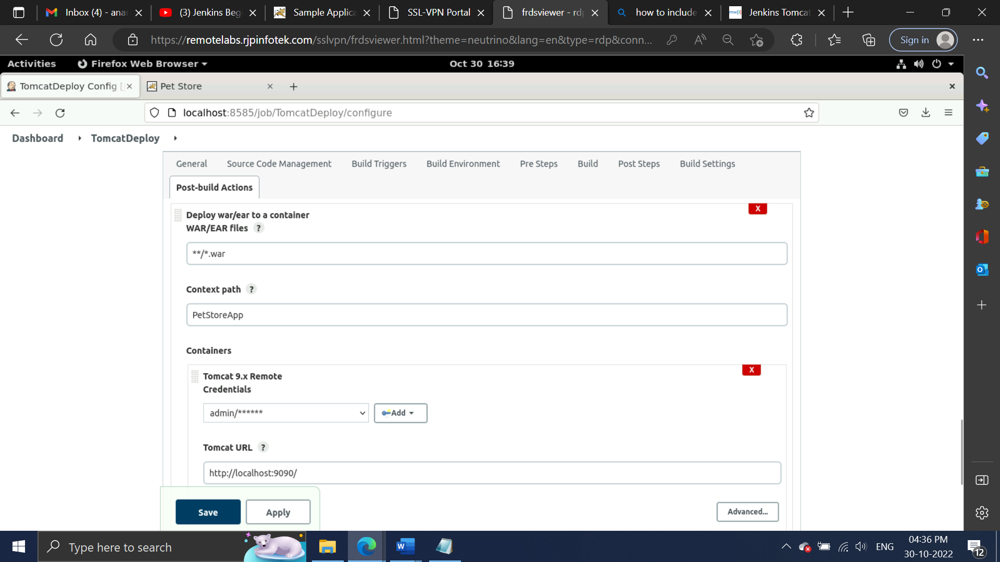 Inbox (4) - anai
(3) Jenkins Beg
Sample Applica
SSL-VPN Portal
frdsviewer - rd
how to include
mw(i)
Jenkins Tomcat
https://remotelabs.rjpinfotek.com/sslvpn/frdsviewer.html?theme=neutrino&lang=en&type=rdp&conn...
Sign in
Activities
Firefox Web Browser
Oct 30 16:39
TomcatDeploy Config [
Pet Store
localhost:8585/job/TomcatDeploy/configure
Dashboard
TomcatDeploy
General
Source Code Management
Build Triggers
Build Environment
Pre Steps
Build
Post Steps
Build Settings
Post-build Actions
Deploy war/ear to a container
X
WAR/EAR files ?
**/*.war
Context path ?
PetStoreApp
Containers
Tomcat 9.x Remote
X
Credentials
admin/******
Add
Tomcat URL ?
http://localhost:9090/
Save
Apply
Advanced...
Type here to search
ENG
04:36 PM
30-10-2022
12